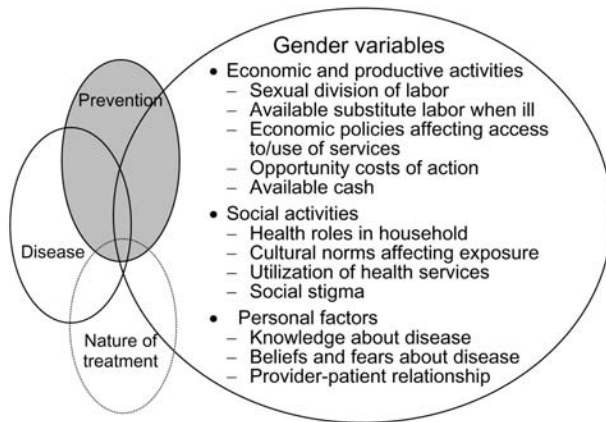 Gender variables
• Economic and productive activities
– Sexual division of labor
– Available substitute labor when ill
– Economic policies affecting access
to/use of services
– Opportunity costs of action
– Available cash
• Social activities
– Health roles in household
– Cultural norms affecting exposure
– Utilization of health services
– Social stigma
• Personal factors
– Knowledge about disease
– Beliefs and fears about disease
– Provider-patient relationship
Prevention
Disease
Nature of
treatment